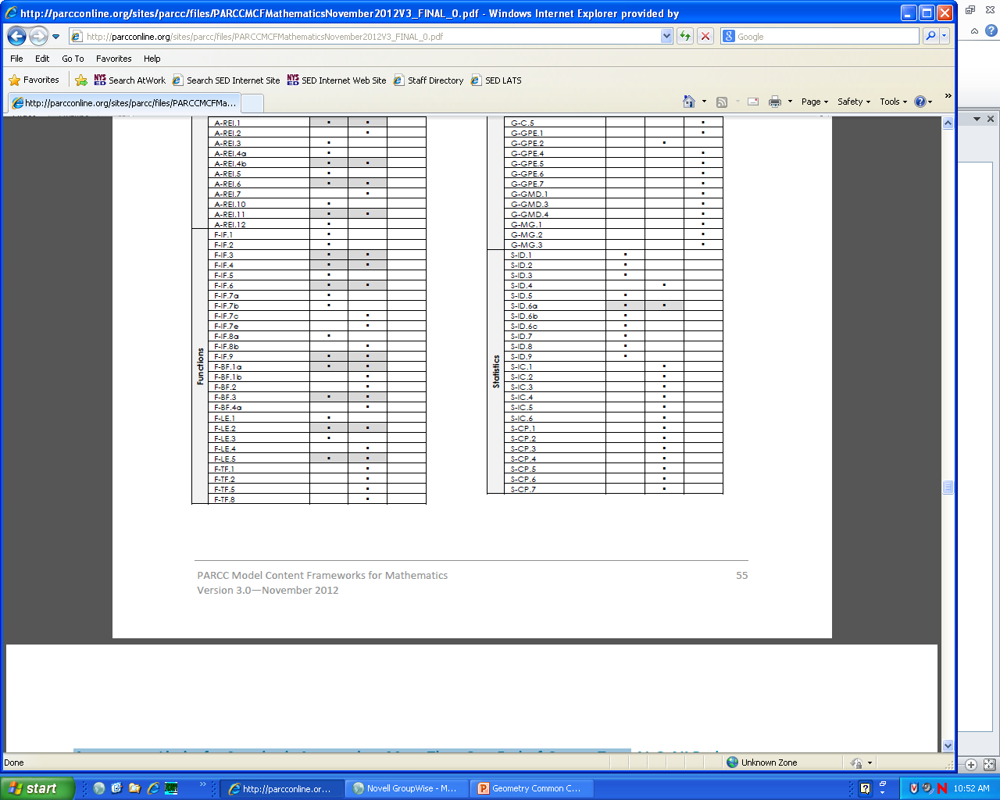 http://parcconline.org/sites/parcc/files/PARCCMCFMathematicsNovember2012V3_FINAL_0.pdf - Windows Internet Explorer provided by
http://parcconline.org/sites/parcc/files/PARCCMCFMathematicsNovember2012V3_FINAL_0.pdf
Google
File Edit Go To Favorites Help
Favorites NYS ED Search AtWork Search SED Internet Site NYS ED SED Internet Web Site Staff Directory SED LATS
http://parcconline.org/sites/parcc/files/PARCCMCFMa...
Page Safety Tools
A-REI.1
A-REI.2
A-REI.3
A-REI.4a
A-REI.4b
A-REI.5
A-REI.6
A-REI.7
A-REI.10
A-REI.11
A-REI.12
Functions
F-IF.1
F-IF.2
F-IF.3
F-IF.4
F-IF.5
F-IF.6
F-IF.7a
F-IF.7b
F-IF.7c
F-IF.7e
F-IF.8a
F-IF.8b
F-IF.9
F-BF.1a
F-BF.1b
F-BF.2
F-BF.3
F-BF.4a
F-LE.1
F-LE.2
F-LE.3
F-LE.4
F-LE.5
F-TF.1
F-TF.2
F-TF.5
F-TF.8
G-C.5
G-GPE.1
G-GPE.2
G-GPE.4
G-GPE.5
G-GPE.6
G-GPE.7
G-GMD.1
G-GMD.3
G-GMD.4
G-MG.1
G-MG.2
G-MG.3
Statistics
S-ID.1
S-ID.2
S-ID.3
S-ID.4
S-ID.5
S-ID.6a
S-ID.6b
S-ID.6c
S-ID.7
S-ID.8
S-ID.9
S-IC.1
S-IC.2
S-IC.3
S-IC.4
S-IC.5
S-IC.6
S-CP.1
S-CP.2
S-CP.3
S-CP.4
S-CP.5
S-CP.6
S-CP.7
PARCC Model Content Frameworks for Mathematics 55
Version 3.0—November 2012
Done Unknown Zone
start http://parcconline.or... Novell GroupWise - M... Geometry Common C... 10:52 AM